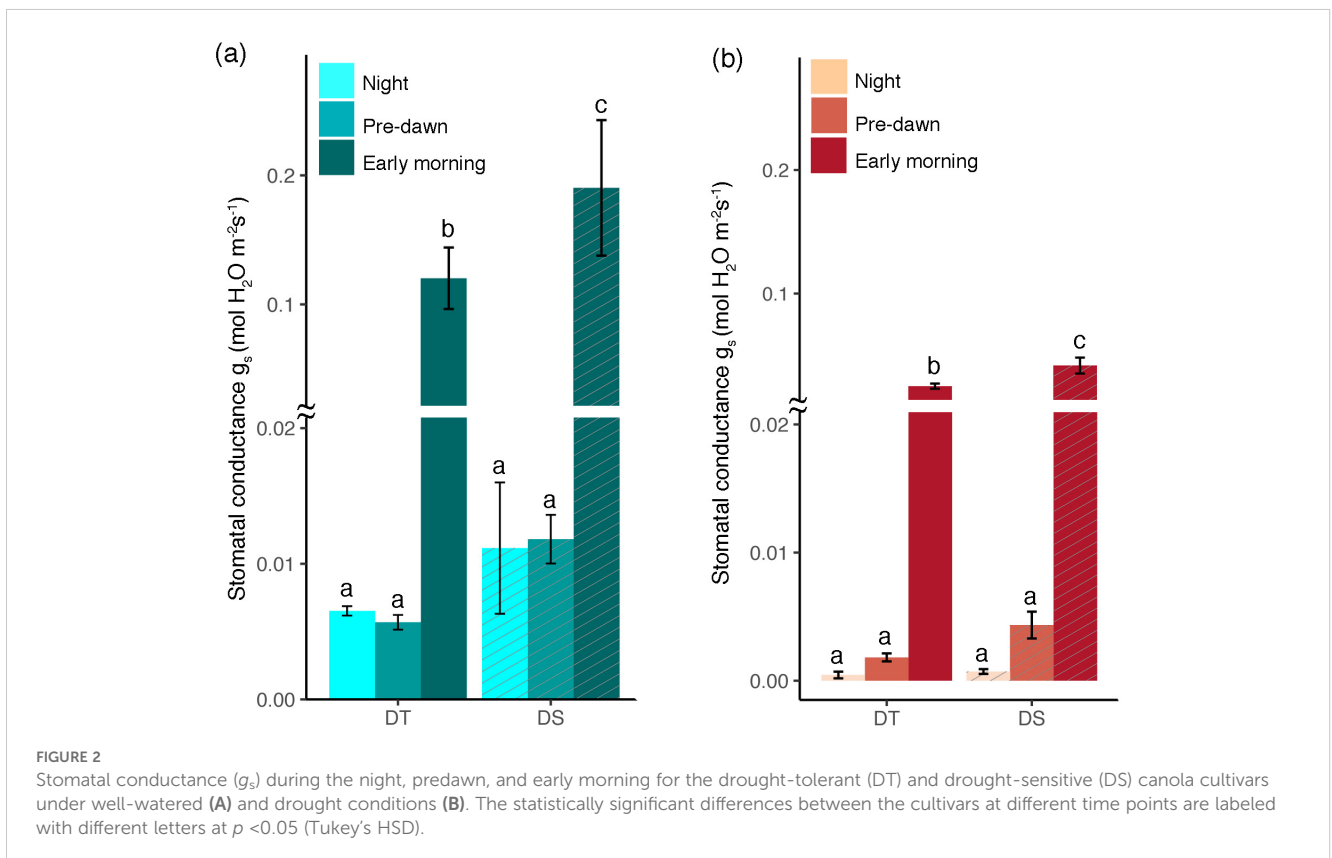 (a)
Night
Pre-dawn
Early morning
Stomatal conductance gs (mol H2O m-2s-1)
0.2
0.1
0.02
0.01
0.00
a
a
b
a
a
c
DT
DS
(b)
Night
Pre-dawn
Early morning
Stomatal conductance gs (mol H2O m-2s-1)
0.2
0.1
0.02
0.01
0.00
a
a
b
a
a
c
DT
DS
FIGURE 2
Stomatal conductance (gs) during the night, predawn, and early morning for the drought-tolerant (DT) and drought-sensitive (DS) canola cultivars
under well-watered (A) and drought conditions (B). The statistically significant differences between the cultivars at different time points are labeled
with different letters at p <0.05 (Tukey’s HSD).